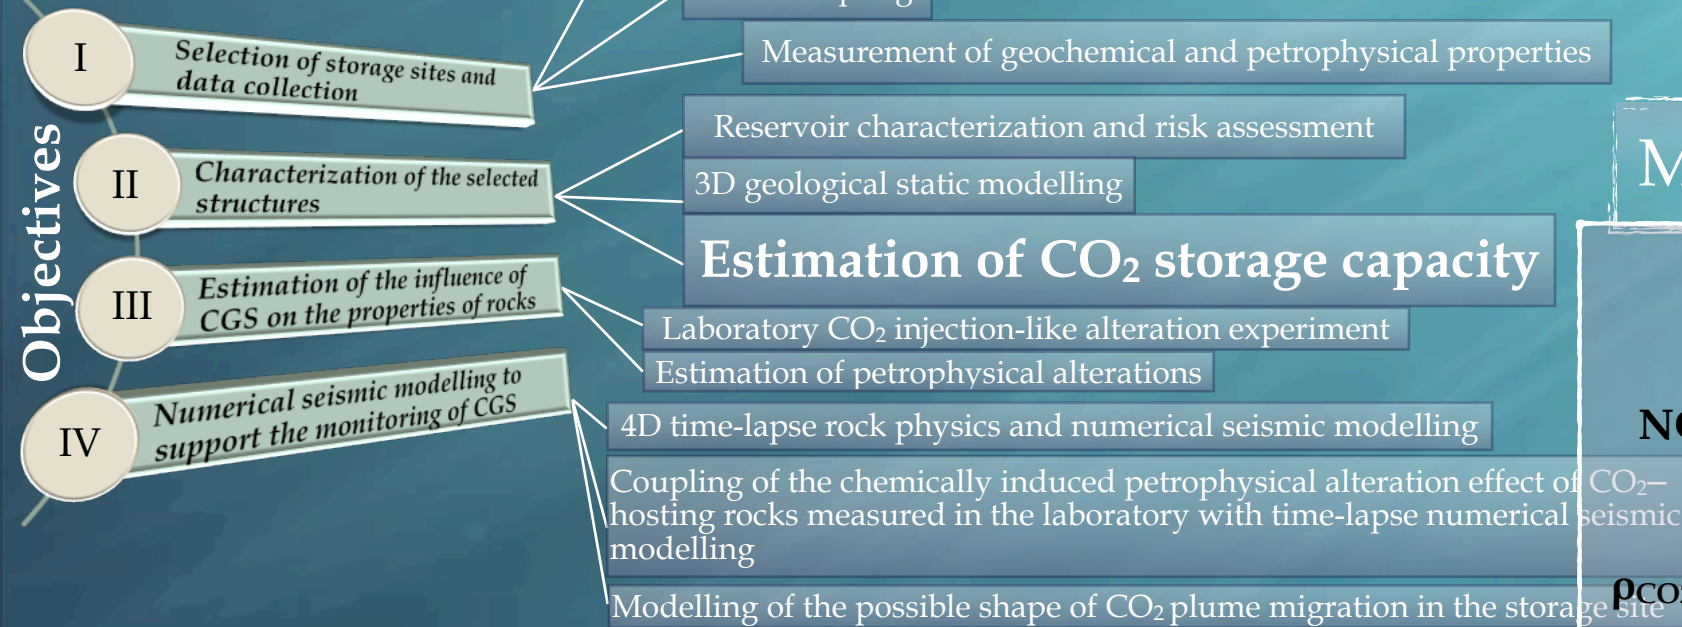 Objectives
I
Selection of storage sites and
data collection
Measurement of geochemical and petrophysical properties
II
Characterization of the selected
structures
Reservoir characterization and risk assessment
3D geological static modelling
Estimation of CO₂ storage capacity
III
Estimation of the influence of
CGS on the properties of rocks
Laboratory CO₂ injection-like alteration experiment
Estimation of petrophysical alterations
IV
Numerical seismic modelling to
support the monitoring of CGS
4D time-lapse rock physics and numerical seismic modelling
Coupling of the chemically induced petrophysical alteration effect of CO₂–
hosting rocks measured in the laboratory with time-lapse numerical seismic
modelling
Modelling of the possible shape of CO₂ plume migration in the storage site
M
ρCO₂